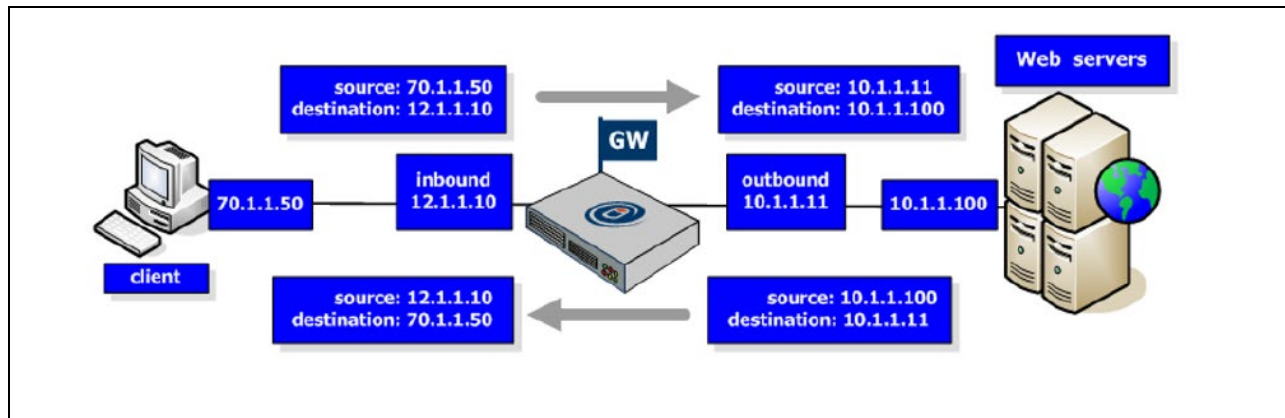 source: 70.1.1.50
destination: 12.1.1.10
source: 10.1.1.11
destination: 10.1.1.100
Web servers
GW
70.1.1.50
inbound
12.1.1.10
outbound
10.1.1.11
10.1.1.100
client
source: 12.1.1.10
destination: 70.1.1.50
source: 10.1.1.100
destination: 10.1.1.11